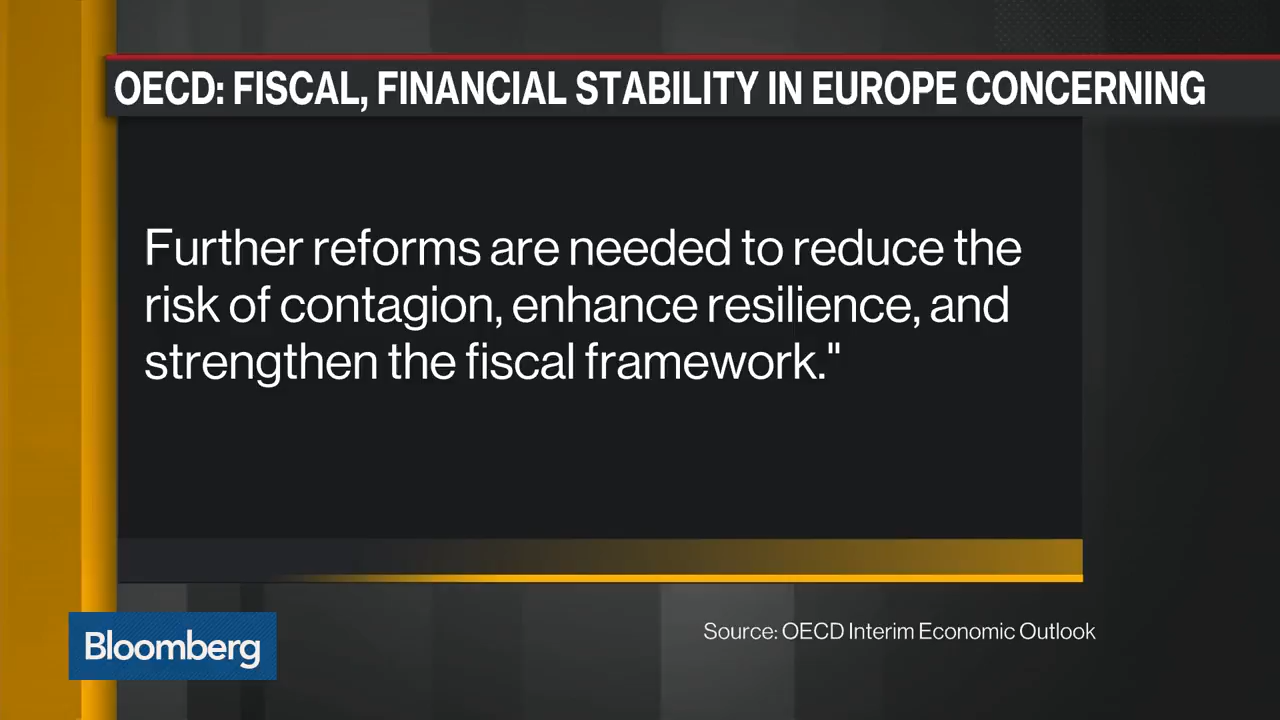 OECD: FISCAL, FINANCIAL STABILITY IN EUROPE CONCERNING
Further reforms are needed to reduce the
risk of contagion, enhance resilience, and
strengthen the fiscal framework."
Source: OECD Interim Economic Outlook
Bloomberg